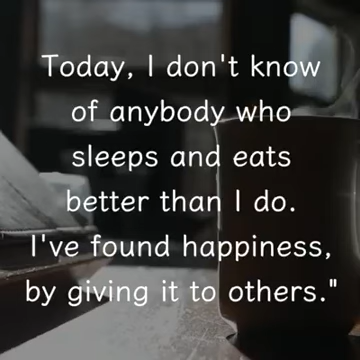 Today, I don't know
of anybody who
sleeps and eats
better than I do.
I've found happiness,
by giving it to others."